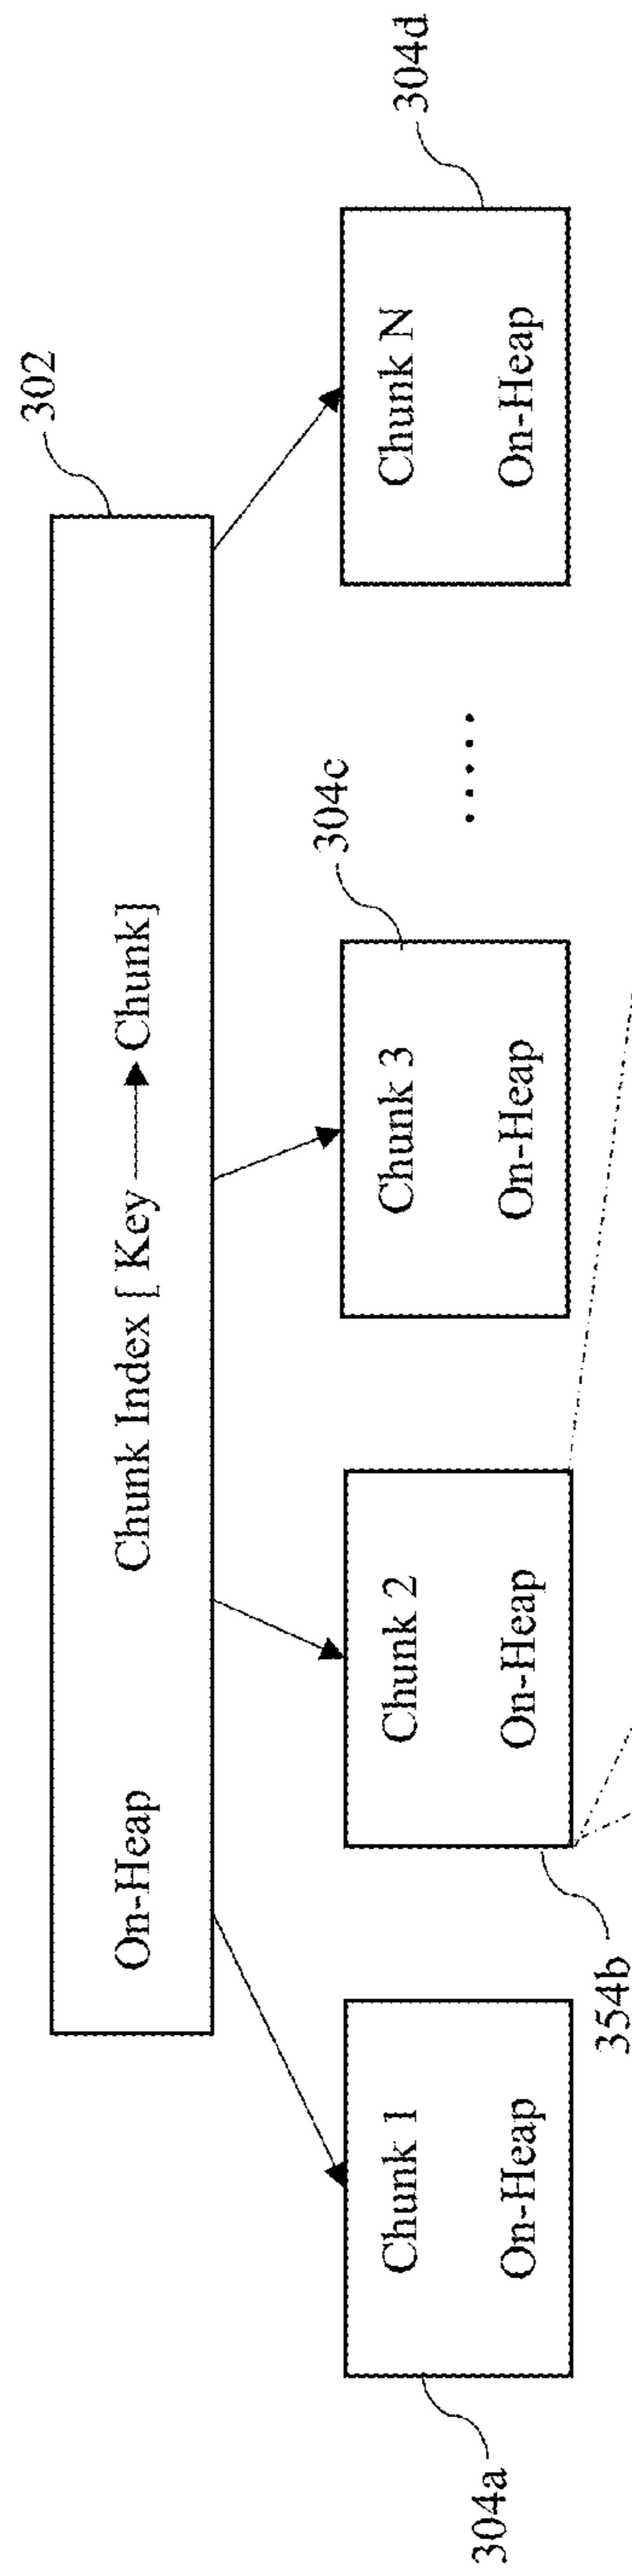 302
On-Heap Chunk Index [ Key Chunk]
304a
Chunk 1
On-Heap
354b
Chunk 2
On-Heap
304c
Chunk 3
On-Heap
.....
304d
Chunk N
On-Heap